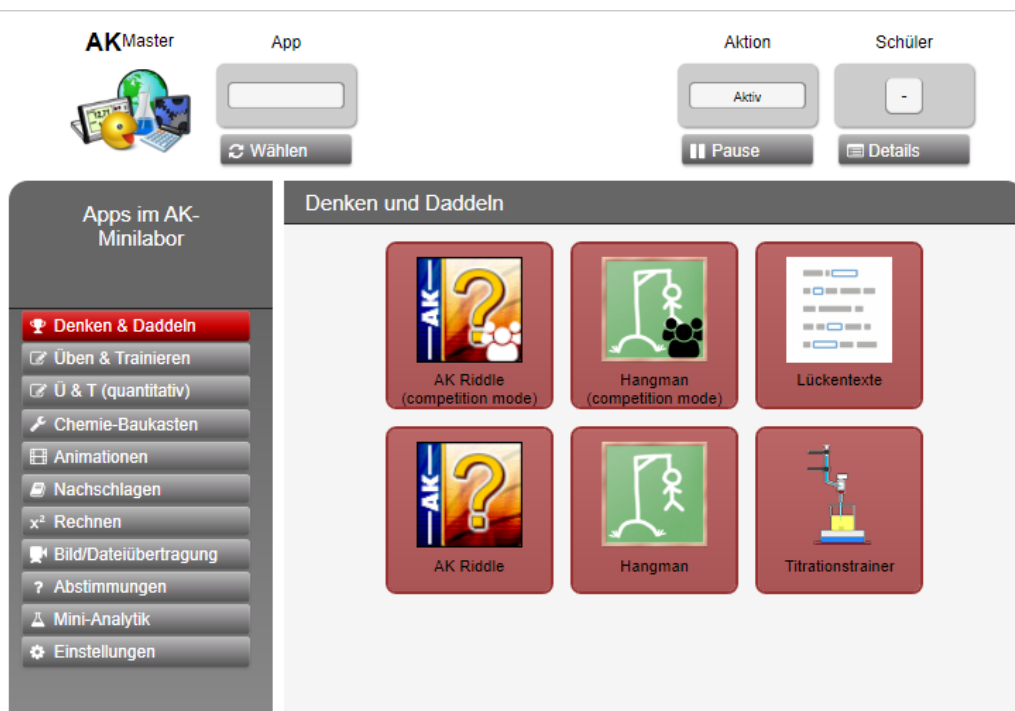 AKMaster
App
Aktion
Schüler
Aktiv
-
Wählen
Pause
Details
Apps im AK-
Minilabor
Denken & Daddeln
Üben & Trainieren
Ü & T (quantitativ)
Chemie-Baukasten
Animationen
Nachschlagen
x² Rechnen
Bild/Dateiübertragung
? Abstimmungen
Mini-Analytik
Einstellungen
Denken und Daddeln
AK
?
AK Riddle
(competition mode)
Hangman
(competition mode)
Lückentexte
AK
?
AK Riddle
Hangman
Titrationstrainer